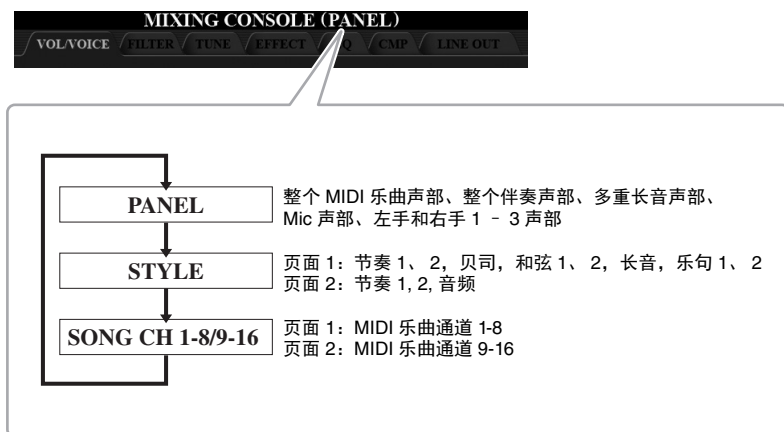 MIXING CONSOLE (PANEL)
VOL/VOICE FILTER TUNE EFFECT CMP LINE OUT
PANEL
整个 MIDI 乐曲声部、整个伴奏声部、多重长音声部、
Mic 声部、左手和右手 1 - 3 声部
STYLE
页面 1：节奏 1、 2，贝司，和弦 1、 2，长音，乐句 1、 2
页面 2：节奏 1, 2, 音频
SONG CH 1-8/9-16
页面 1：MIDI 乐曲通道 1-8
页面 2：MIDI 乐曲通道 9-16